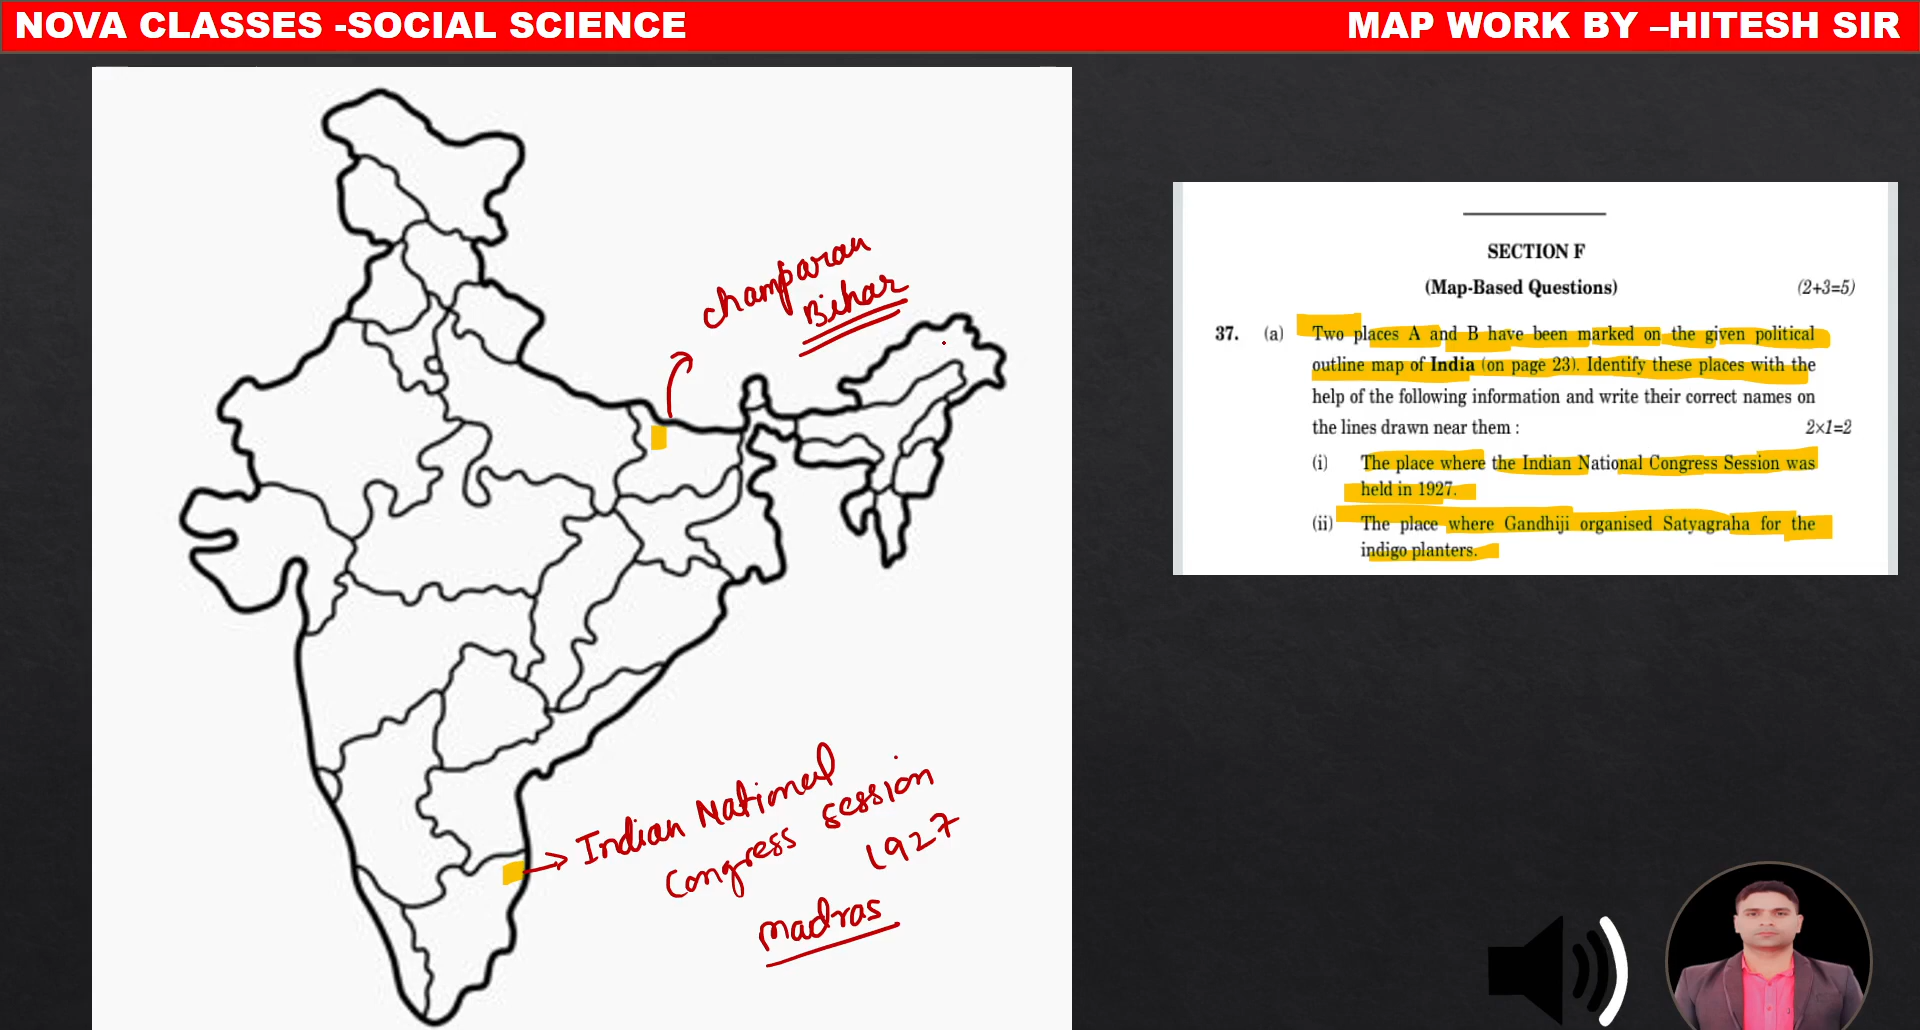 NOVA CLASSES -SOCIAL SCIENCE
MAP WORK BY –HITESH SIR
champaran
Bihar
Indian National
Congress session
1927
Madras
SECTION F
(Map-Based Questions) (2+3=5)
37. (a) Two places A and B have been marked on the given political
outline map of India (on page 23). Identify these places with the
help of the following information and write their correct names on
the lines drawn near them : 2×1=2
(i) The place where the Indian National Congress Session was
held in 1927.
(ii) The place where Gandhiji organised Satyagraha for the
indigo planters.